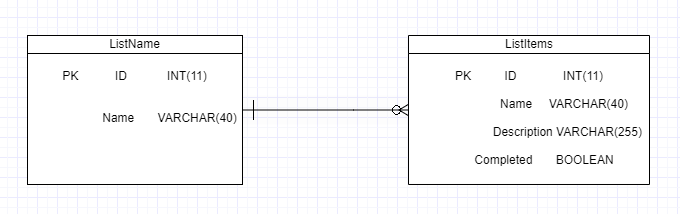 ListName
PK ID INT(11)
Name VARCHAR(40)
ListItems
PK ID INT(11)
Name VARCHAR(40)
Description VARCHAR(255)
Completed BOOLEAN